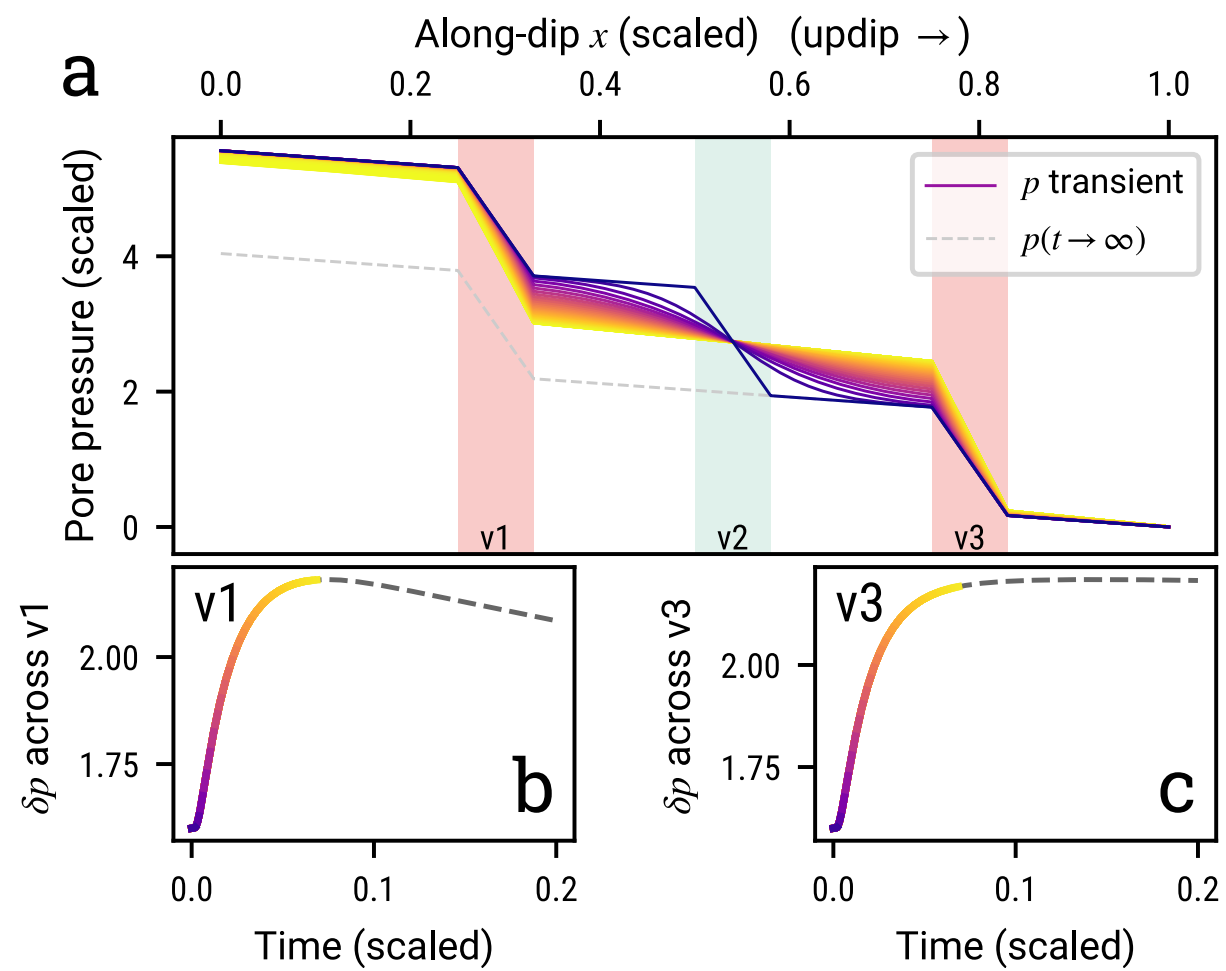 Along-dip x (scaled) (updip →)
a
0.0 0.2 0.4 0.6 0.8 1.0
Pore pressure (scaled)
4
2
0
p transient
p(t → ∞)
v1 v2 v3
δp across v1
2.00
1.75
v1
b
0.0 0.1 0.2
Time (scaled)
δp across v3
2.00
1.75
v3
c
0.0 0.1 0.2
Time (scaled)